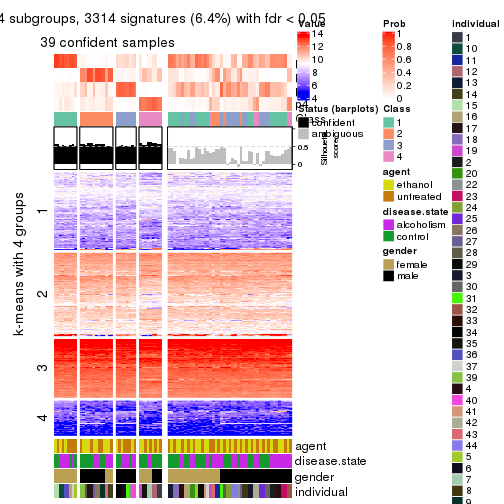 4 subgroups, 3314 signatures (6.4%) with fdr < 0.05
39 confident samples
k-means with 4 groups
1
2
3
4
p4
Class
1
0.5
0
Silhouette
score
agent
disease.state
gender
individual
Value
14
12
10
8
6
4
Status (barplots)
confident
ambiguous
Prob
1
0.8
0.6
0.4
0.2
0
Class
1
2
3
4
agent
ethanol
untreated
disease.state
alcoholism
control
gender
female
male
individual
1
10
11
12
13
14
15
16
17
18
19
2
20
22
23
24
25
26
27
28
29
3
30
31
32
33
34
35
36
37
39
4
40
41
42
43
44
5
6
7
8